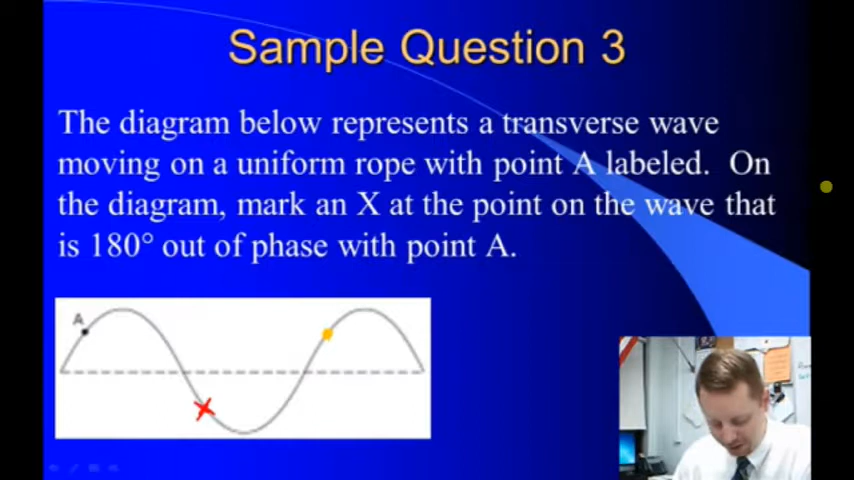 Sample Question 3
The diagram below represents a transverse wave
moving on a uniform rope with point A labeled. On
the diagram, mark an X at the point on the wave that
is 180° out of phase with point A.
A